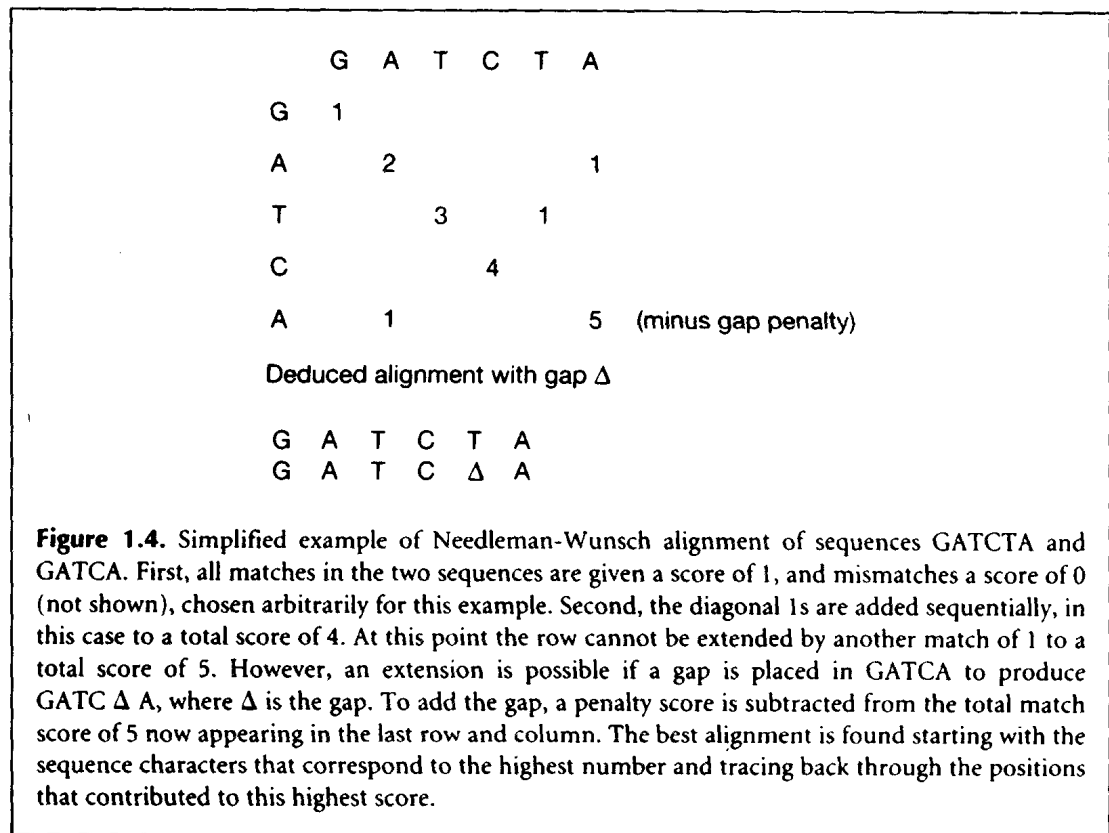 G A T C T A
G 1
A 2 1
T 3 1
C 4
A 1 5 (minus gap penalty)
Deduced alignment with gap Δ
G A T C T A
G A T C Δ A
Figure 1.4. Simplified example of Needleman-Wunsch alignment of sequences GATCTA and
GATCA. First, all matches in the two sequences are given a score of 1, and mismatches a score of 0
(not shown), chosen arbitrarily for this example. Second, the diagonal 1s are added sequentially, in
this case to a total score of 4. At this point the row cannot be extended by another match of 1 to a
total score of 5. However, an extension is possible if a gap is placed in GATCA to produce
GATC Δ A, where Δ is the gap. To add the gap, a penalty score is subtracted from the total match
score of 5 now appearing in the last row and column. The best alignment is found starting with the
sequence characters that correspond to the highest number and tracing back through the positions
that contributed to this highest score.